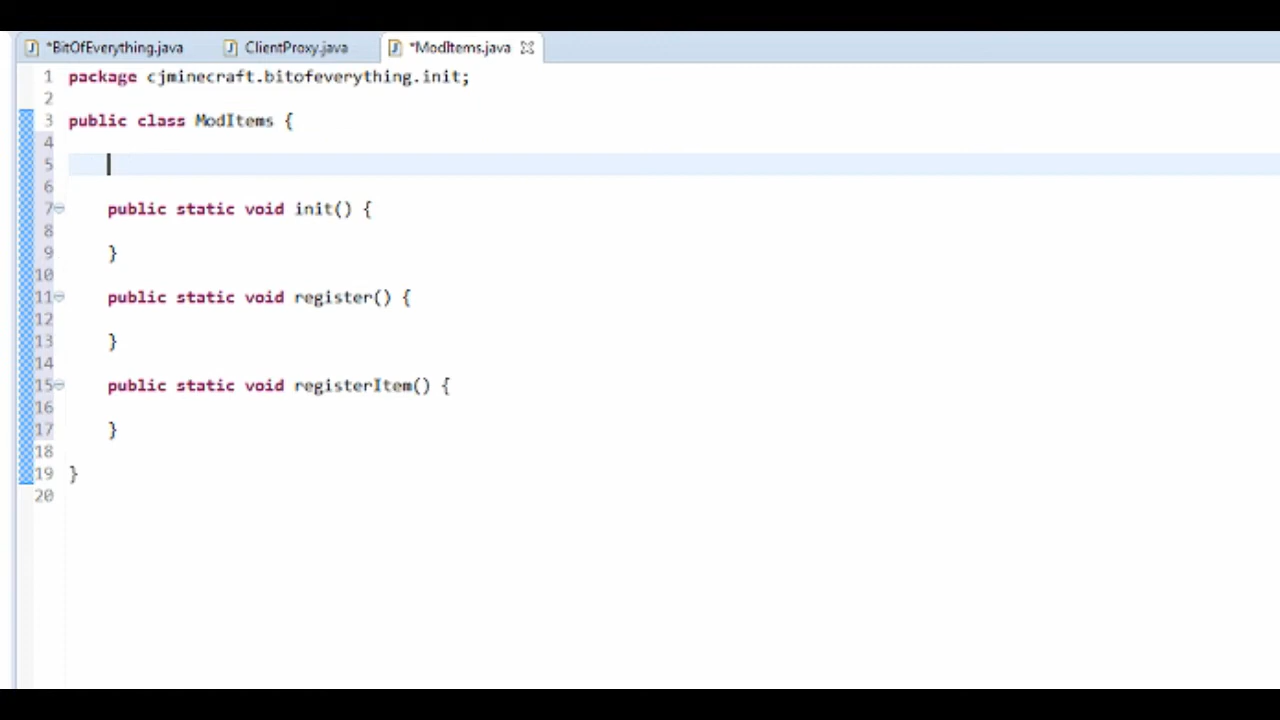 *BitOfEverything.java ClientProxy.java *ModItems.java
1 package cjminecraft.bitofeverything.init;
2
3 public class ModItems {
4
5
6
7 public static void init() {
8
9 }
10
11 public static void register() {
12
13 }
14
15 public static void registerItem() {
16
17 }
18
19 }
20